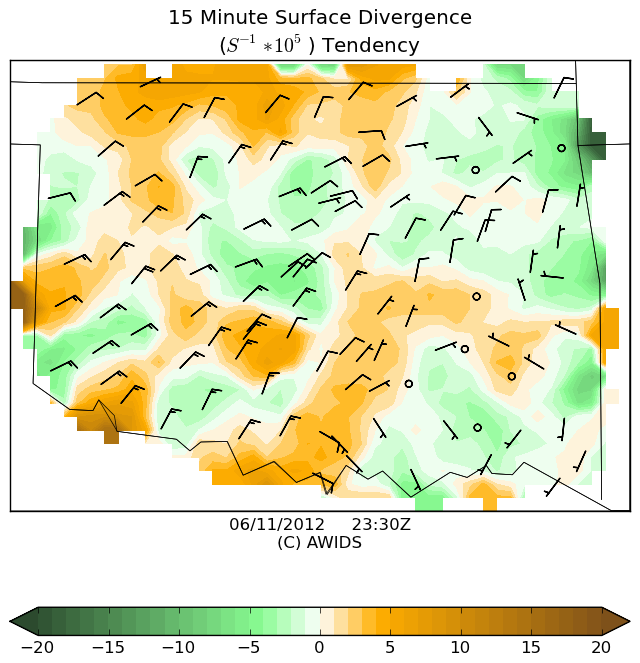 15 Minute Surface Divergence
(S⁻¹ *10⁵ ) Tendency
06/11/2012 23:30Z
(C) AWIDS
−20 −15 −10 −5 0 5 10 15 20